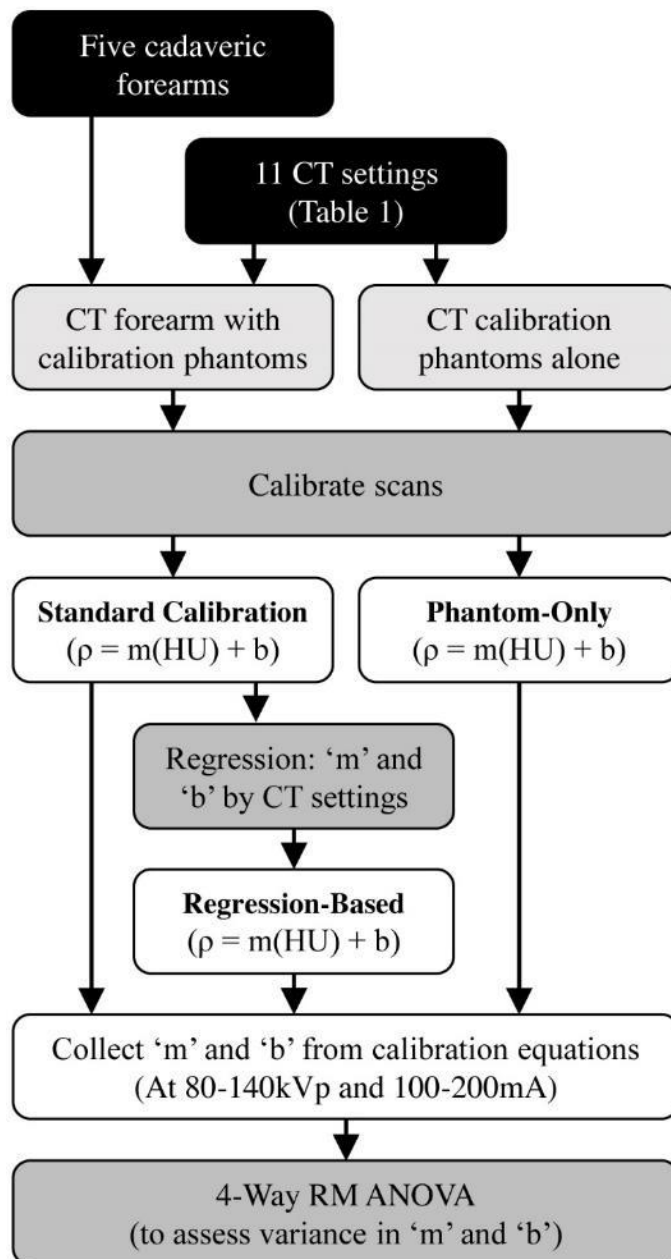 Five cadaveric
forearms
11 CT settings
(Table 1)
CT forearm with
calibration phantoms
CT calibration
phantoms alone
Calibrate scans
Standard Calibration
(ρ = m(HU) + b)
Phantom-Only
(ρ = m(HU) + b)
Regression: ‘m’ and
‘b’ by CT settings
Regression-Based
(ρ = m(HU) + b)
Collect ‘m’ and ‘b’ from calibration equations
(At 80-140kVp and 100-200mA)
4-Way RM ANOVA
(to assess variance in ‘m’ and ‘b’)